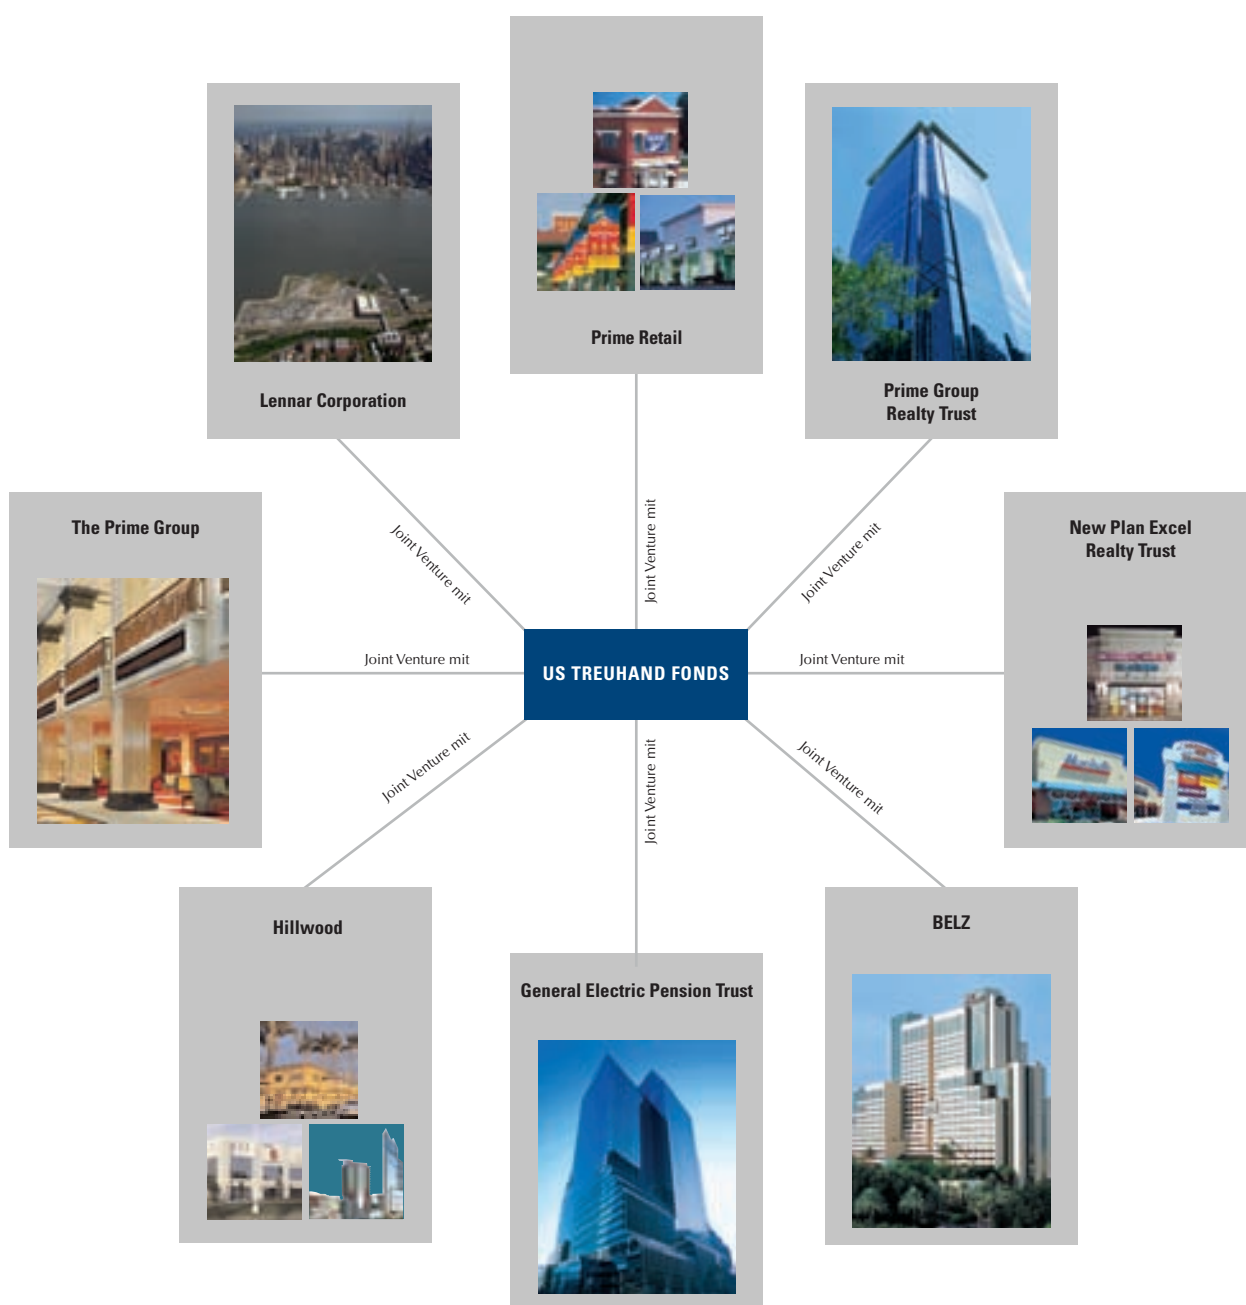 Prime Retail
Lennar Corporation
Prime Group
Realty Trust
The Prime Group
New Plan Excel
Realty Trust
Joint Venture mit
Joint Venture mit
Joint Venture mit
Joint Venture mit
US TREUHAND FONDS
Joint Venture mit
Joint Venture mit
Joint Venture mit
Joint Venture mit
Hillwood
BELZ
General Electric Pension Trust